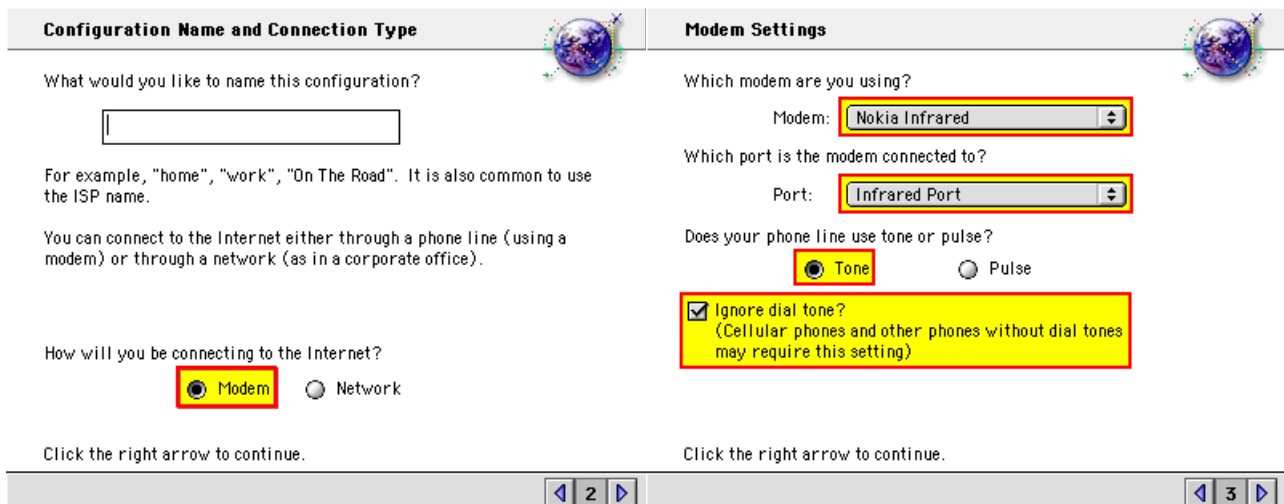 Configuration Name and Connection Type
What would you like to name this configuration?
For example, "home", "work", "On The Road". It is also common to use
the ISP name.
You can connect to the Internet either through a phone line (using a
modem) or through a network (as in a corporate office).
How will you be connecting to the Internet?
Modem Network
Click the right arrow to continue.
2
Modem Settings
Which modem are you using?
Modem: Nokia Infrared
Which port is the modem connected to?
Port: Infrared Port
Does your phone line use tone or pulse?
Tone Pulse
Ignore dial tone?
(Cellular phones and other phones without dial tones
may require this setting)
Click the right arrow to continue.
3